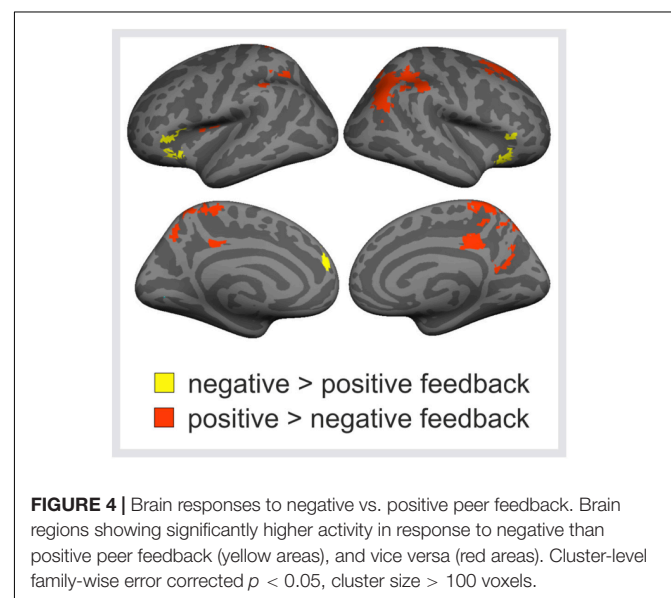 negative > positive feedback
positive > negative feedback
FIGURE 4 | Brain responses to negative vs. positive peer feedback. Brain
regions showing significantly higher activity in response to negative than
positive peer feedback (yellow areas), and vice versa (red areas). Cluster-level
family-wise error corrected p < 0.05, cluster size > 100 voxels.